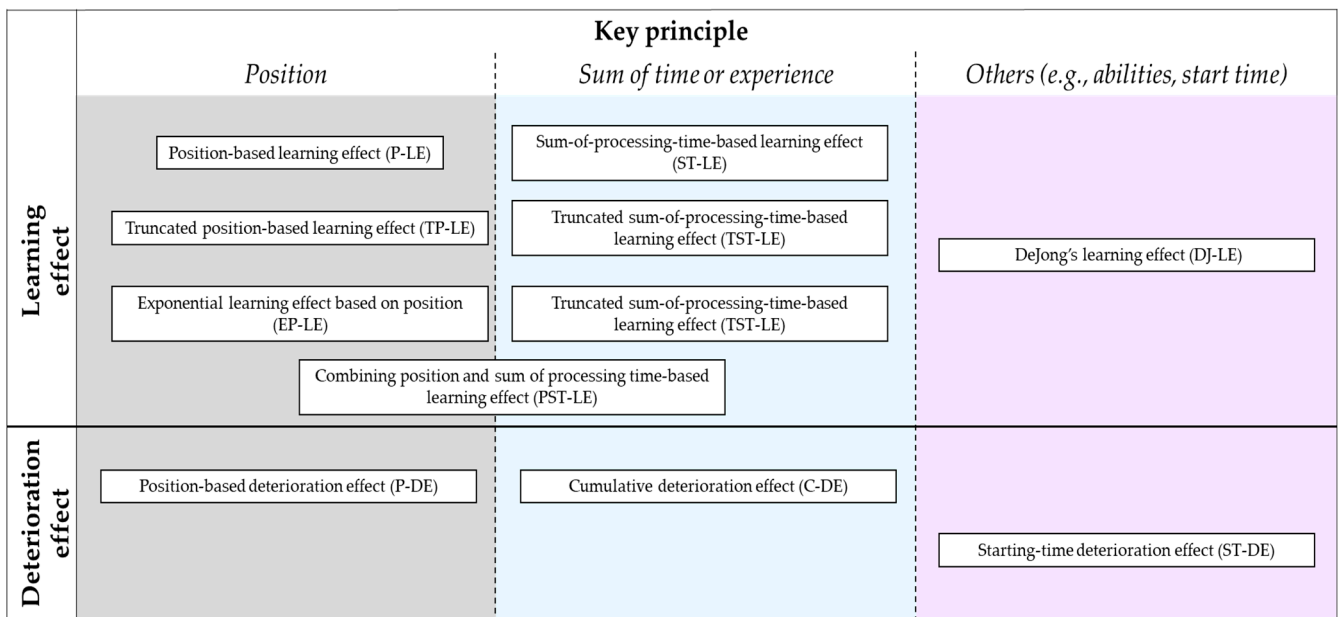 Key principle
Position
Sum of time or experience
Others (e.g., abilities, start time)
Learning
effect
Position-based learning effect (P-LE)
Truncated position-based learning effect (TP-LE)
Exponential learning effect based on position
(EP-LE)
Sum-of-processing-time-based learning effect
(ST-LE)
Truncated sum-of-processing-time-based
learning effect (TST-LE)
Truncated sum-of-processing-time-based
learning effect (TST-LE)
Combining position and sum of processing time-based
learning effect (PST-LE)
DeJong's learning effect (DJ-LE)
Deterioration
effect
Position-based deterioration effect (P-DE)
Cumulative deterioration effect (C-DE)
Starting-time deterioration effect (ST-DE)